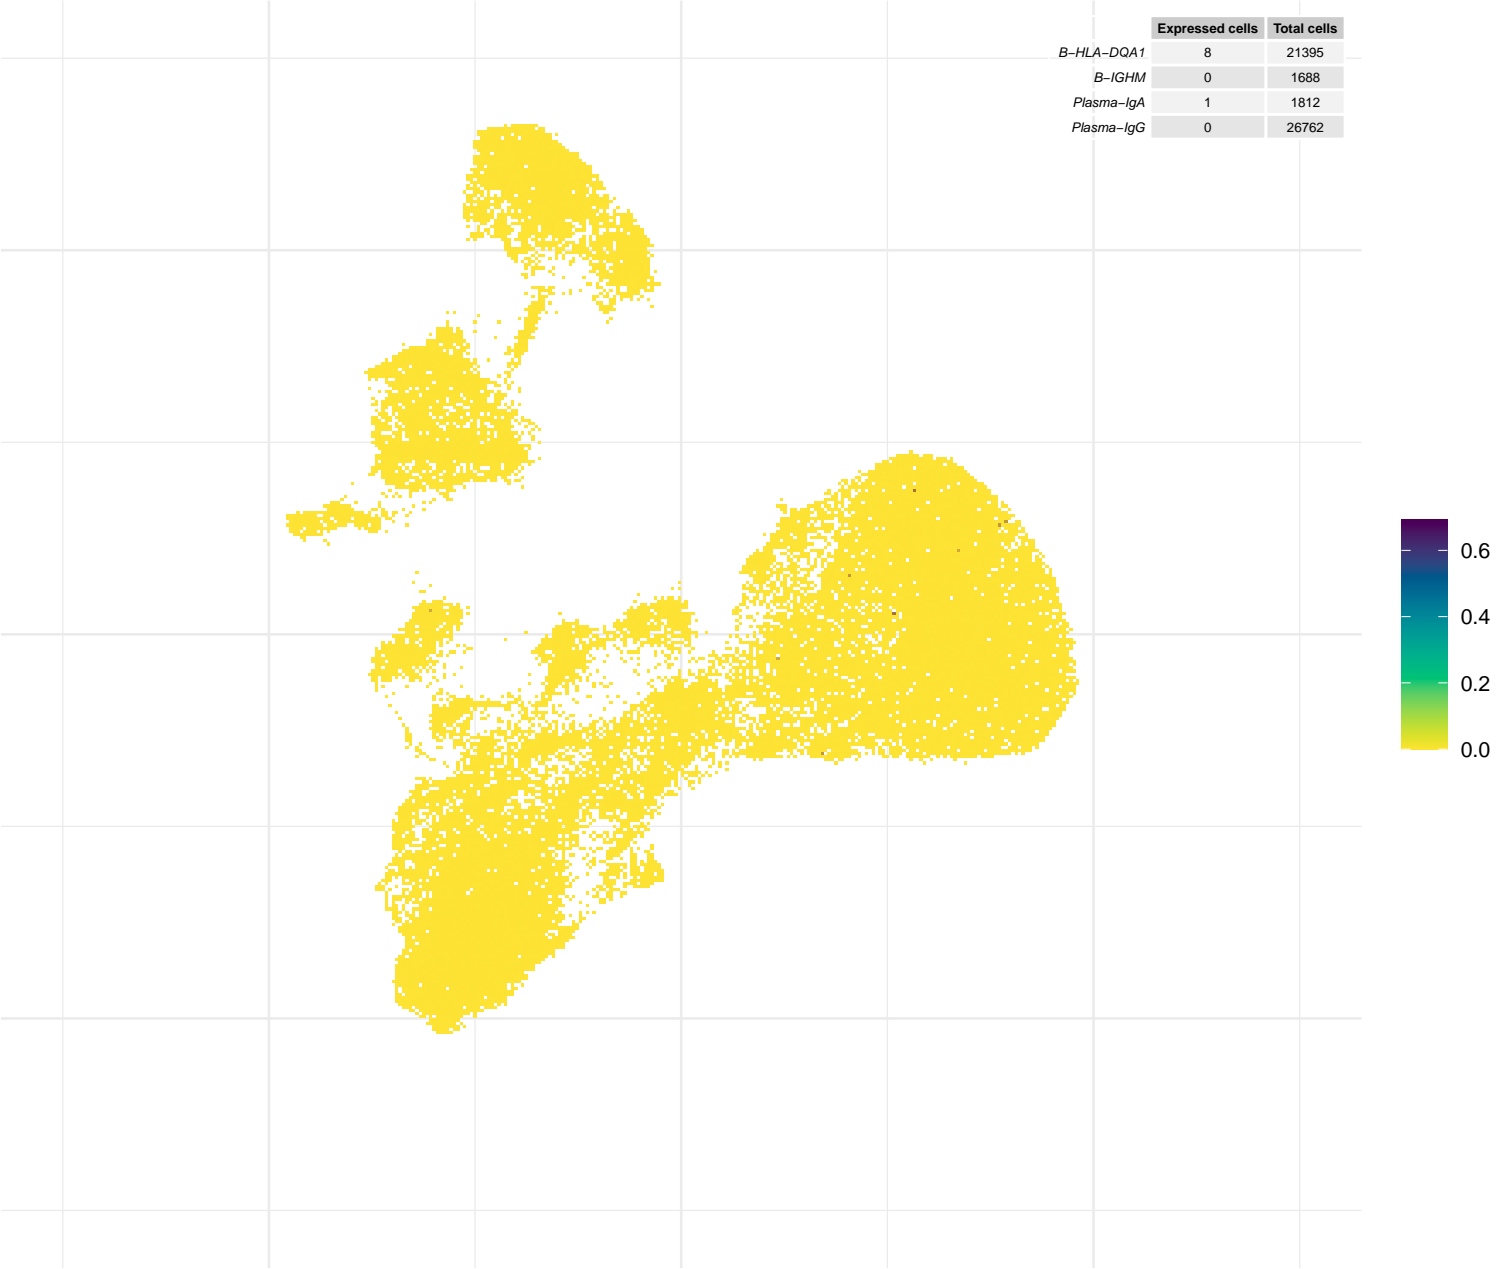 Expressed cells Total cells
B−HLA−DQA1 8 21395
B−IGHM 0 1688
Plasma−IgA 1 1812
Plasma−IgG 0 26762
0.6
0.4
0.2
0.0